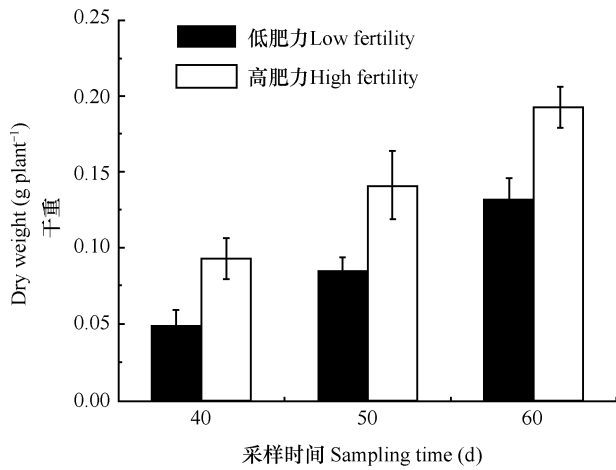 低肥力Low fertility
高肥力High fertility
Dry weight (g plant⁻¹)
干重
0.25
0.20
0.15
0.10
0.05
0.00
40 50 60
采样时间 Sampling time (d)